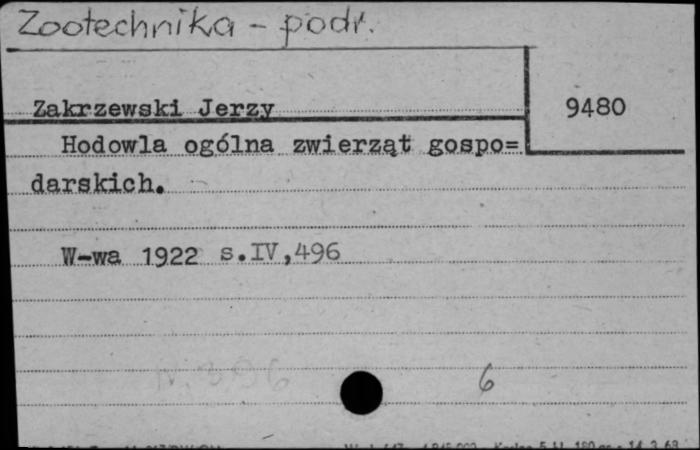 Zootechnika - podr.
Zakrzewski Jerzy
9480
Hodowla ogólna zwierząt gospo=
darskich.
W-wa 1922 s.IV,496
6